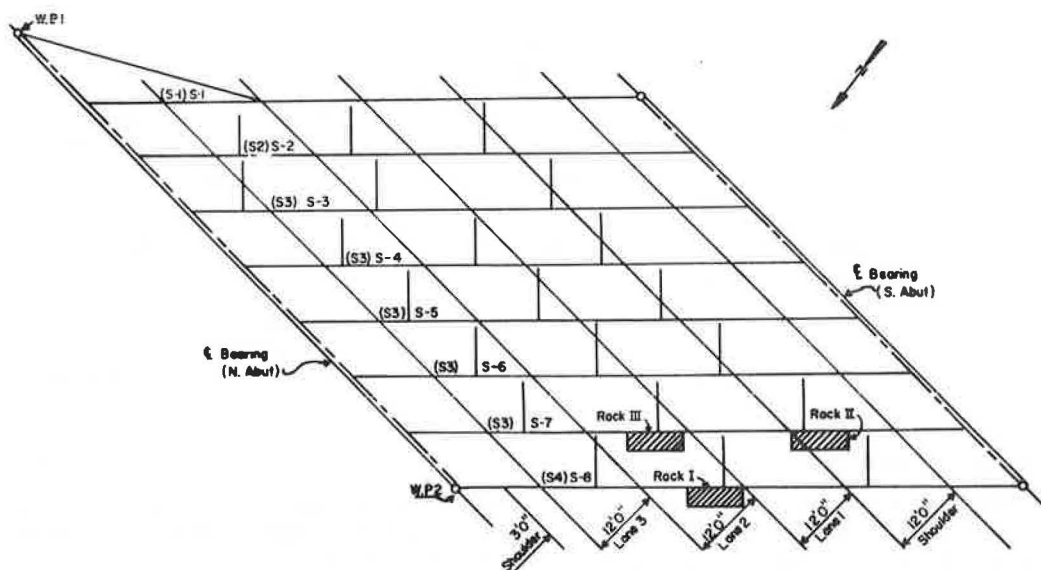 W.P.1
(S-1) S-1
(S2) S-2
(S3) S-3
(S3) S-4
℄ Bearing
(S. Abut)
(S3) S-5
℄ Bearing
(N. Abut)
(S3) S-6
(S3) S-7
Rock III
Rock II
(S4) S-8
Rock I
W.P.2
3'0"
Shoulder
12'0"
Lane 3
12'0"
Lane 2
12'0"
Lane 1
12'0"
Shoulder